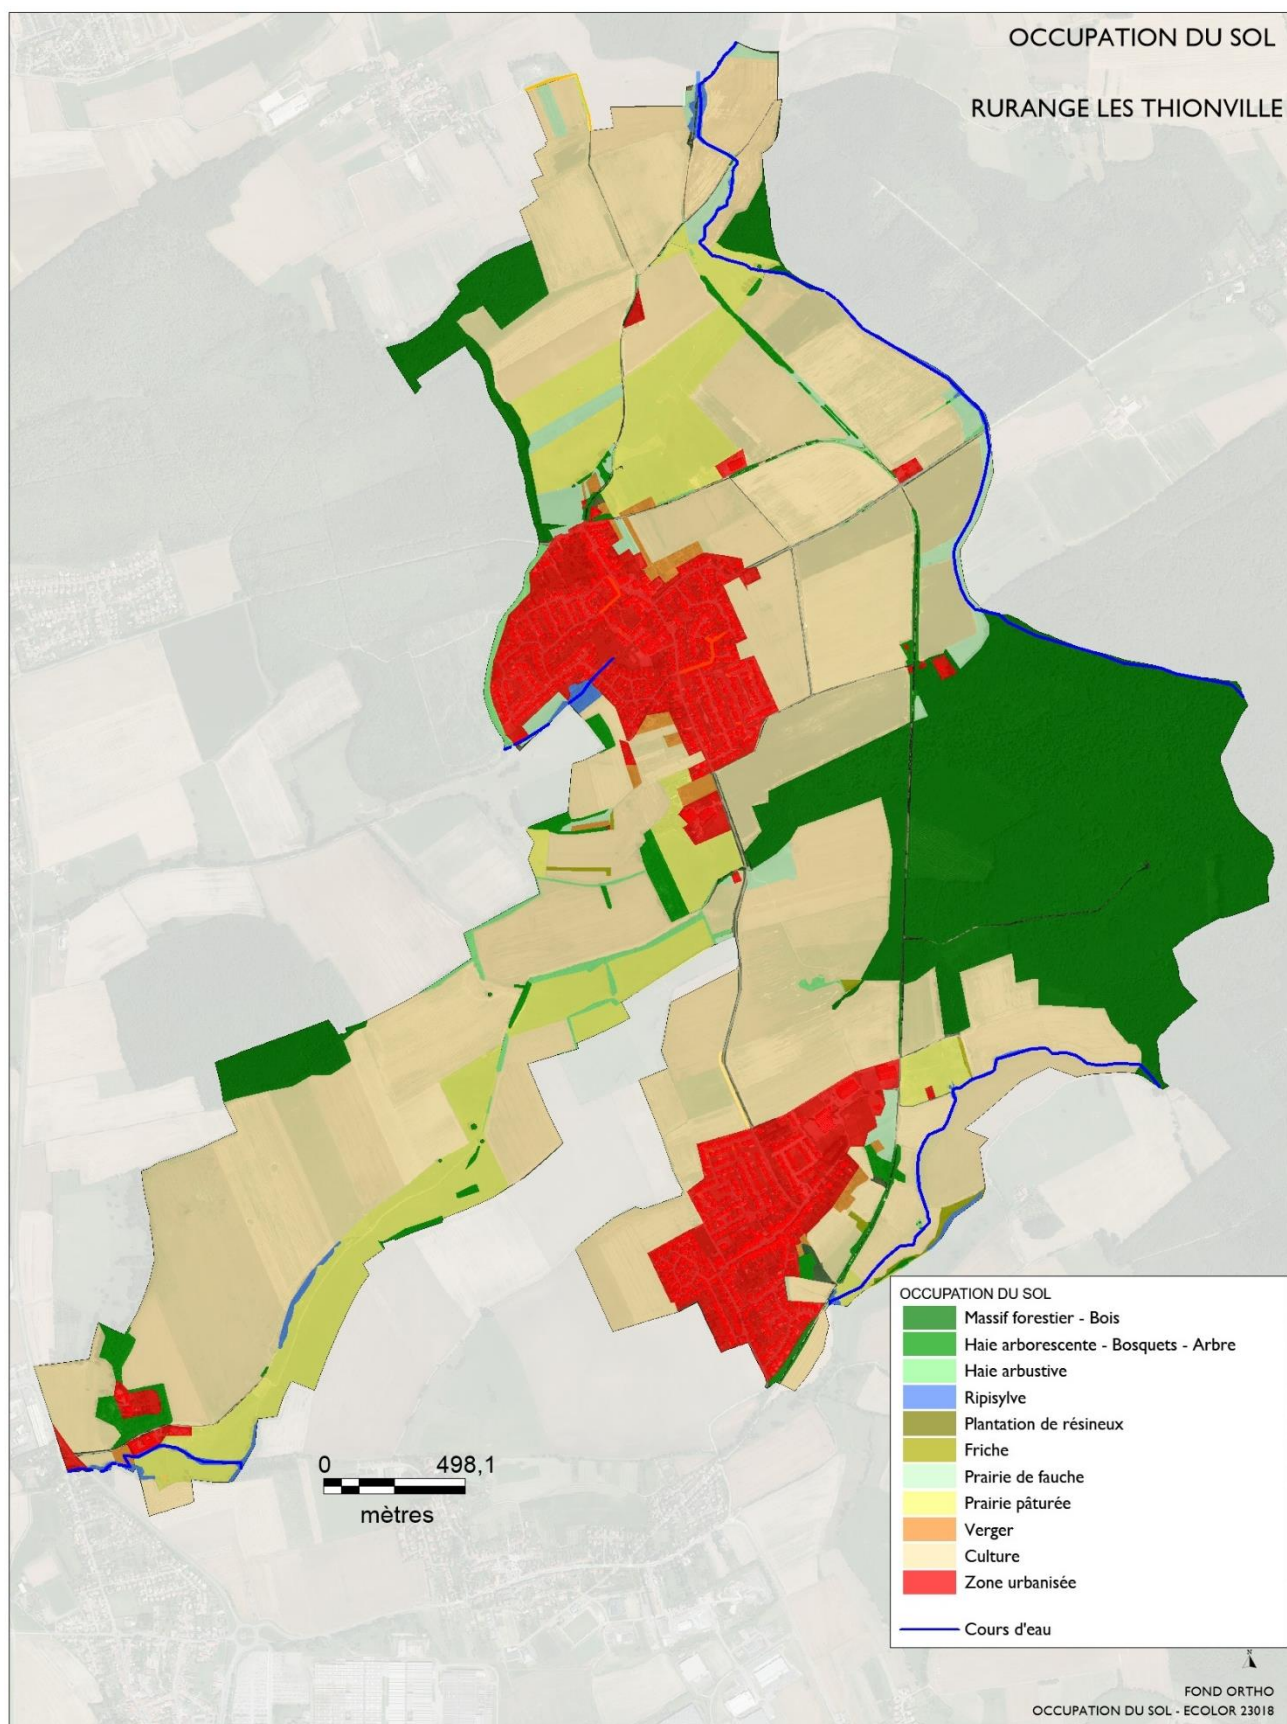 OCCUPATION DU SOL
RURANGE LES THIONVILLE
OCCUPATION DU SOL
Massif forestier - Bois
Haie arborescente - Bosquets - Arbre
Haie arbustive
Ripisylve
Plantation de résineux
Friche
Prairie de fauche
Prairie pâturée
Verger
Culture
Zone urbanisée
Cours d'eau
0 498,1
mètres
N
FOND ORTHO
OCCUPATION DU SOL - ECOLOR 23018